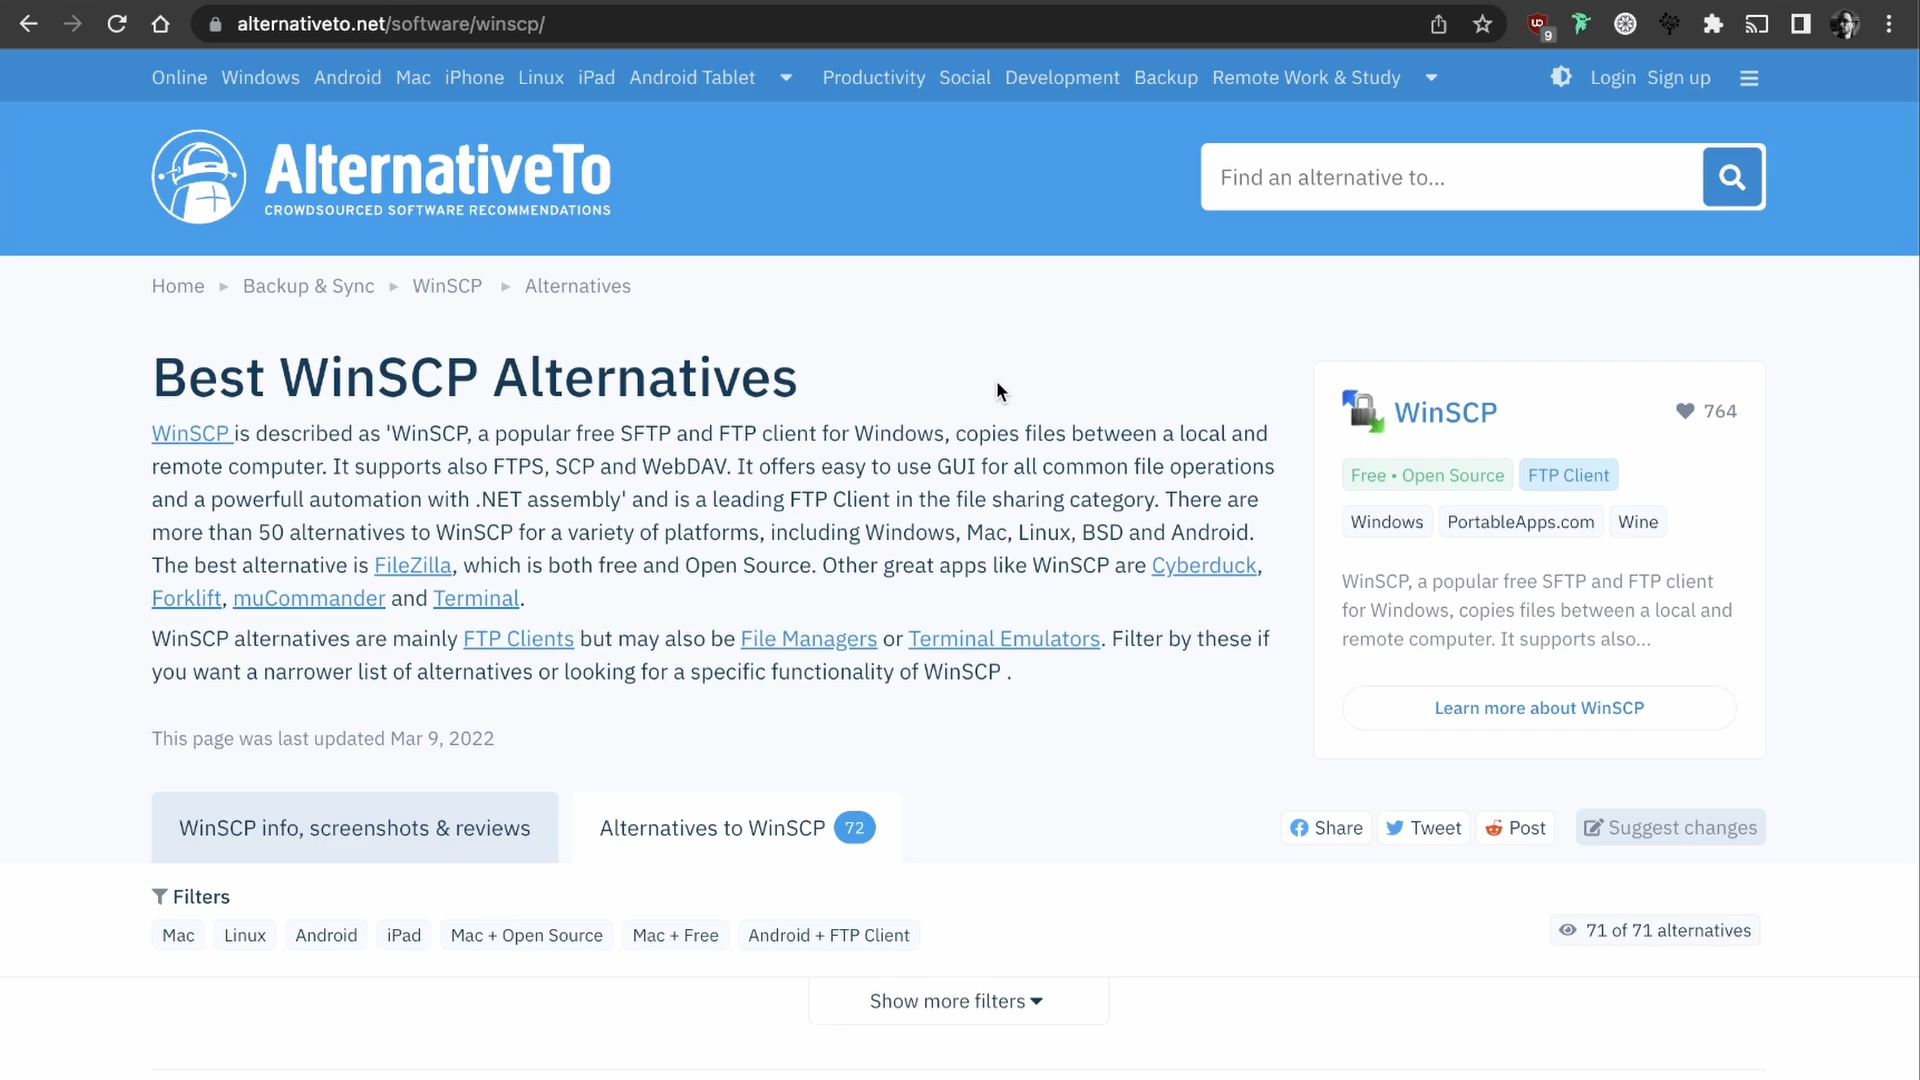 alternativeto.net/software/winscp/
9
Online Windows Android Mac iPhone Linux iPad Android Tablet Productivity Social Development Backup Remote Work & Study Login Sign up
AlternativeTo
CROWDSOURCED SOFTWARE RECOMMENDATIONS
Find an alternative to...
Home ▸ Backup & Sync ▸ WinSCP ▸ Alternatives
Best WinSCP Alternatives
WinSCP is described as 'WinSCP, a popular free SFTP and FTP client for Windows, copies files between a local and
remote computer. It supports also FTPS, SCP and WebDAV. It offers easy to use GUI for all common file operations
and a powerfull automation with .NET assembly' and is a leading FTP Client in the file sharing category. There are
more than 50 alternatives to WinSCP for a variety of platforms, including Windows, Mac, Linux, BSD and Android.
The best alternative is FileZilla, which is both free and Open Source. Other great apps like WinSCP are Cyberduck,
Forklift, muCommander and Terminal.
WinSCP alternatives are mainly FTP Clients but may also be File Managers or Terminal Emulators. Filter by these if
you want a narrower list of alternatives or looking for a specific functionality of WinSCP .
This page was last updated Mar 9, 2022
WinSCP 764
Free • Open Source FTP Client
Windows PortableApps.com Wine
WinSCP, a popular free SFTP and FTP client
for Windows, copies files between a local and
remote computer. It supports also...
Learn more about WinSCP
WinSCP info, screenshots & reviews Alternatives to WinSCP 72 Share Tweet Post Suggest changes
Filters
Mac Linux Android iPad Mac + Open Source Mac + Free Android + FTP Client 71 of 71 alternatives
Show more filters